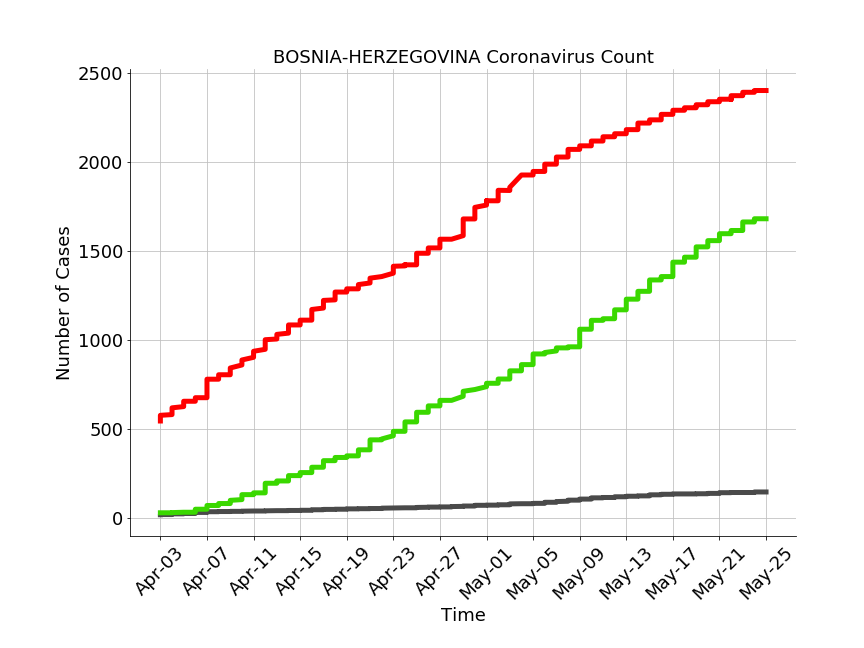 BOSNIA-HERZEGOVINA Coronavirus Count
Number of Cases
2500
2000
1500
1000
500
0
Apr-03
Apr-07
Apr-11
Apr-15
Apr-19
Apr-23
Apr-27
May-01
May-05
May-09
May-13
May-17
May-21
May-25
Time